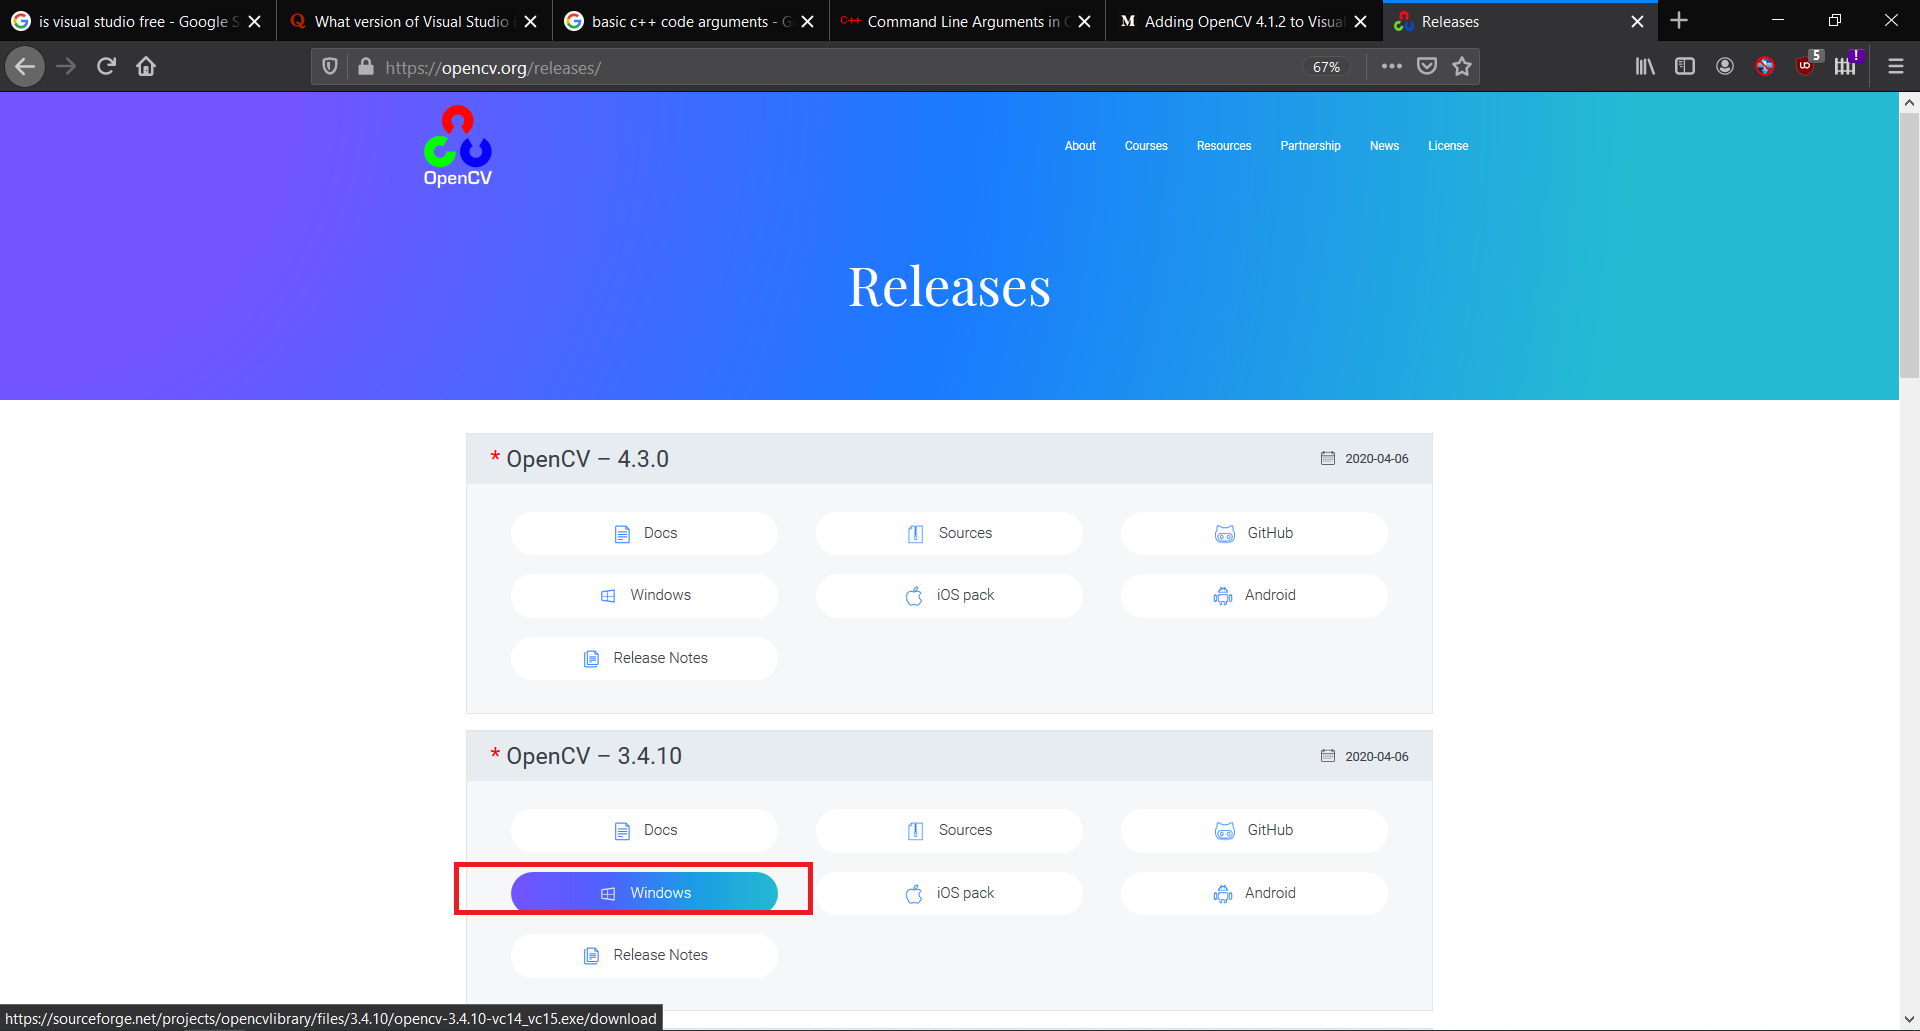 is visual studio free - Google S
What version of Visual Studio i
basic c++ code arguments - G
Command Line Arguments in C
Adding OpenCV 4.1.2 to Visual
Releases
https://opencv.org/releases/
67%
5
!
OpenCV
About
Courses
Resources
Partnership
News
License
Releases
* OpenCV – 4.3.0
2020-04-06
Docs
Sources
GitHub
Windows
iOS pack
Android
Release Notes
* OpenCV – 3.4.10
2020-04-06
Docs
Sources
GitHub
Windows
iOS pack
Android
Release Notes
https://sourceforge.net/projects/opencvlibrary/files/3.4.10/opencv-3.4.10-vc14_vc15.exe/download